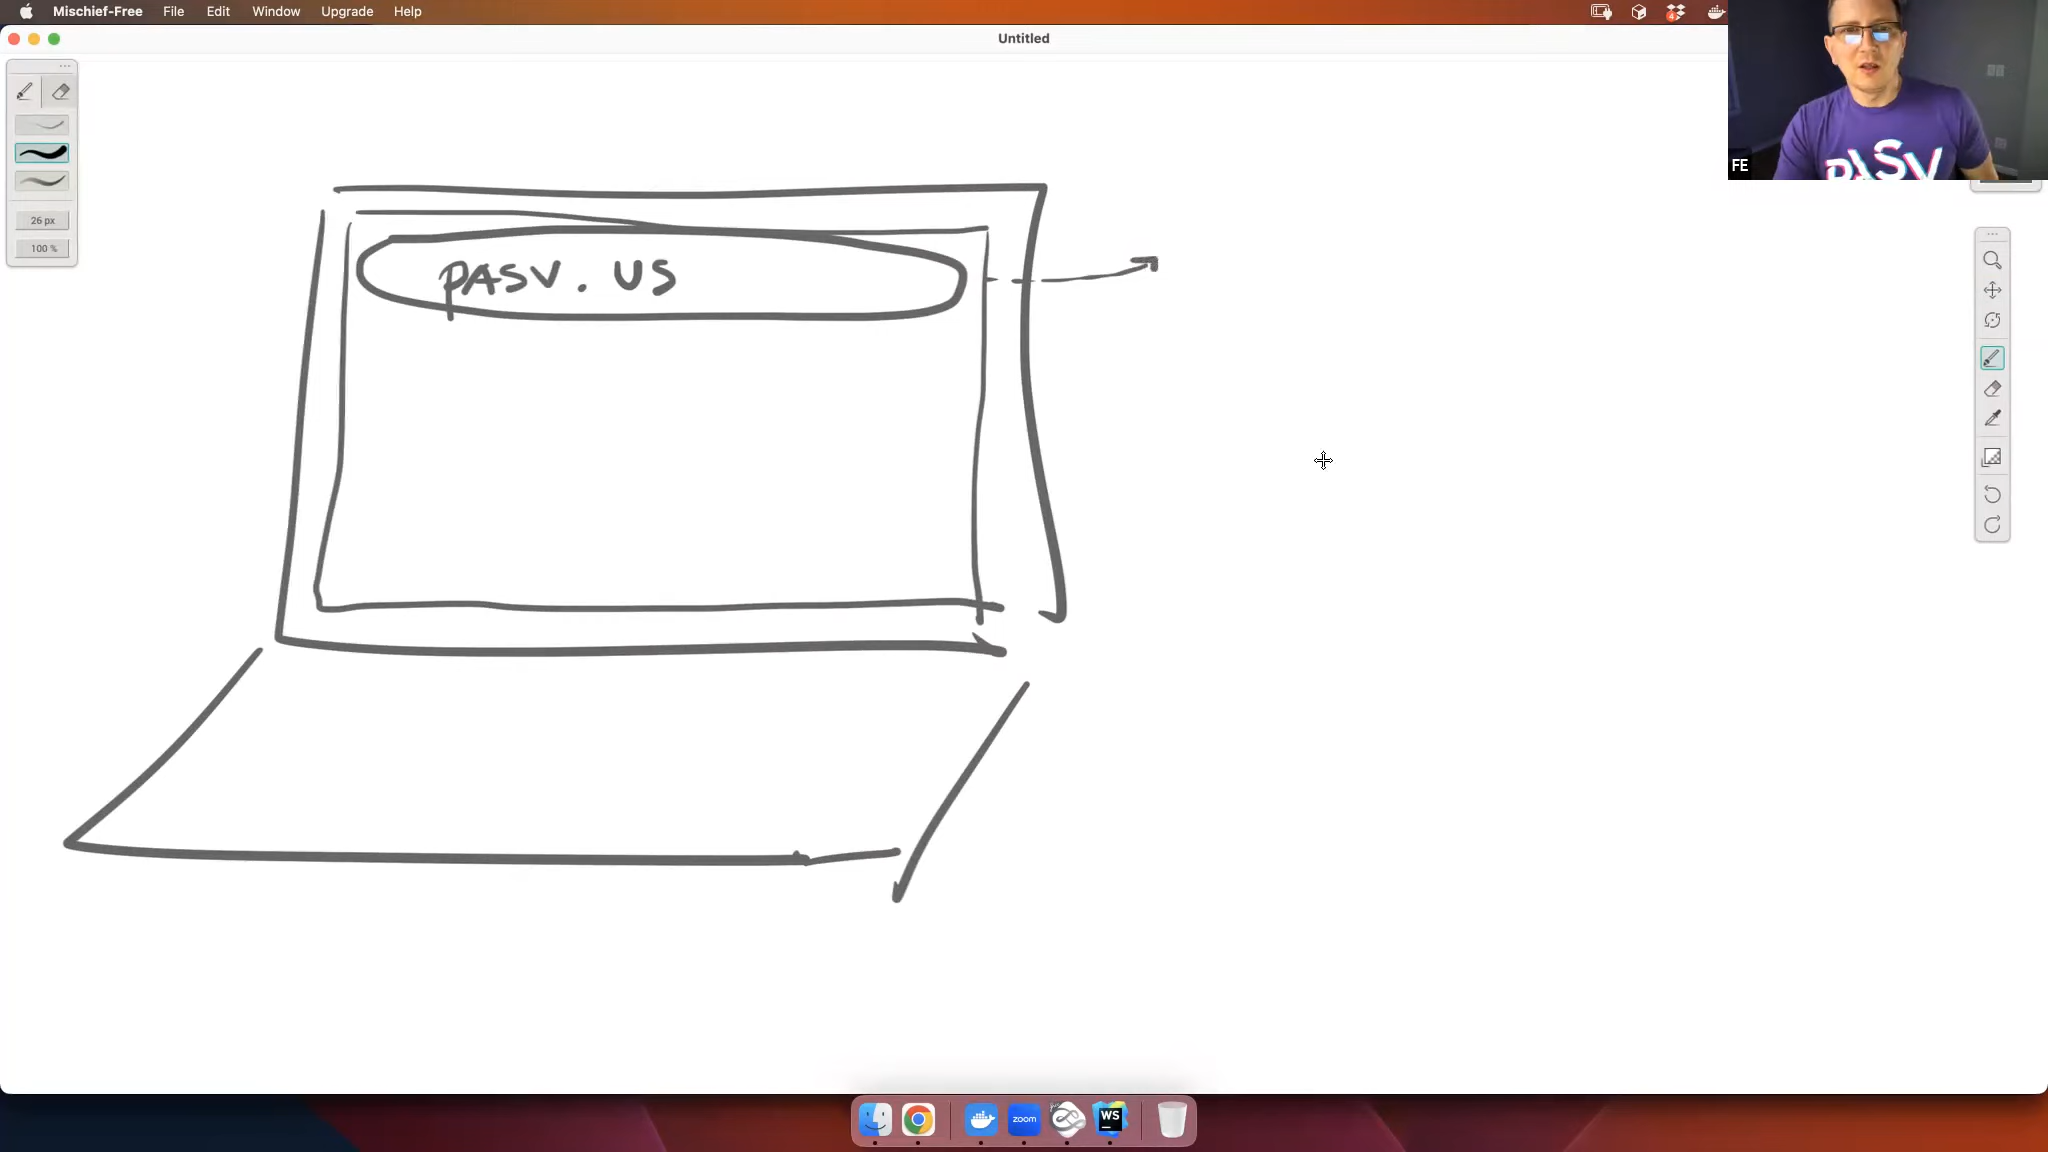 Mischief-Free File Edit Window Upgrade Help
Untitled
26 px
100 %
PASV. US
FE
PASV
zoom
WS